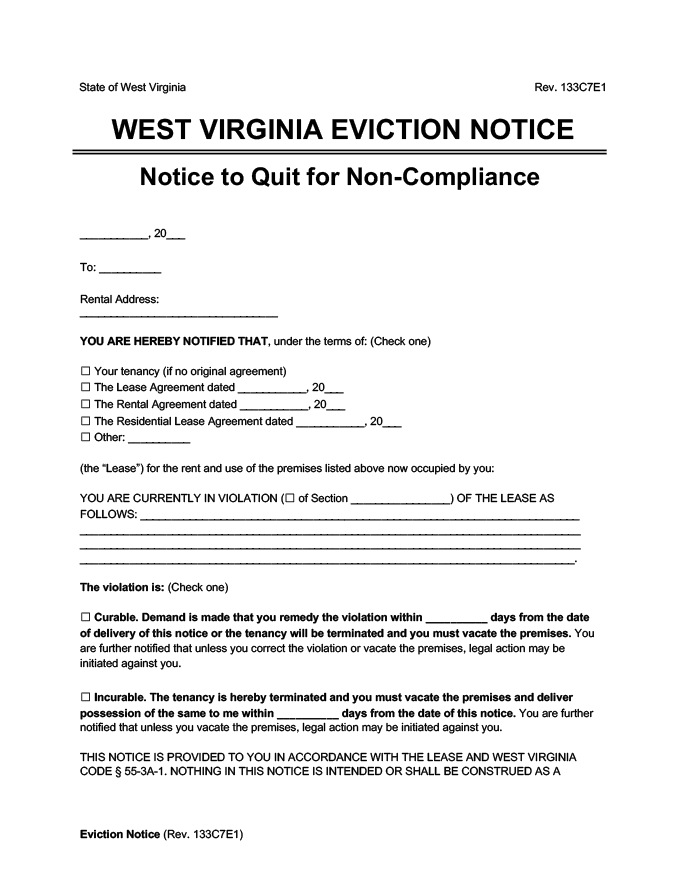 State of West Virginia Rev. 133C7E1
WEST VIRGINIA EVICTION NOTICE
Notice to Quit for Non-Compliance
___________, 20___
To: __________
Rental Address:
________________________________
YOU ARE HEREBY NOTIFIED THAT, under the terms of: (Check one)
☐ Your tenancy (if no original agreement)
☐ The Lease Agreement dated ___________, 20___
☐ The Rental Agreement dated ___________, 20___
☐ The Residential Lease Agreement dated ___________, 20___
☐ Other: __________
(the “Lease”) for the rent and use of the premises listed above now occupied by you:
YOU ARE CURRENTLY IN VIOLATION (☐ of Section ________________) OF THE LEASE AS
FOLLOWS: _______________________________________________________________________
_________________________________________________________________________________
_________________________________________________________________________________
________________________________________________________________________________.
The violation is: (Check one)
☐ Curable. Demand is made that you remedy the violation within __________ days from the date
of delivery of this notice or the tenancy will be terminated and you must vacate the premises. You
are further notified that unless you correct the violation or vacate the premises, legal action may be
initiated against you.
☐ Incurable. The tenancy is hereby terminated and you must vacate the premises and deliver
possession of the same to me within __________ days from the date of this notice. You are further
notified that unless you vacate the premises, legal action may be initiated against you.
THIS NOTICE IS PROVIDED TO YOU IN ACCORDANCE WITH THE LEASE AND WEST VIRGINIA
CODE § 55-3A-1. NOTHING IN THIS NOTICE IS INTENDED OR SHALL BE CONSTRUED AS A
Eviction Notice (Rev. 133C7E1)